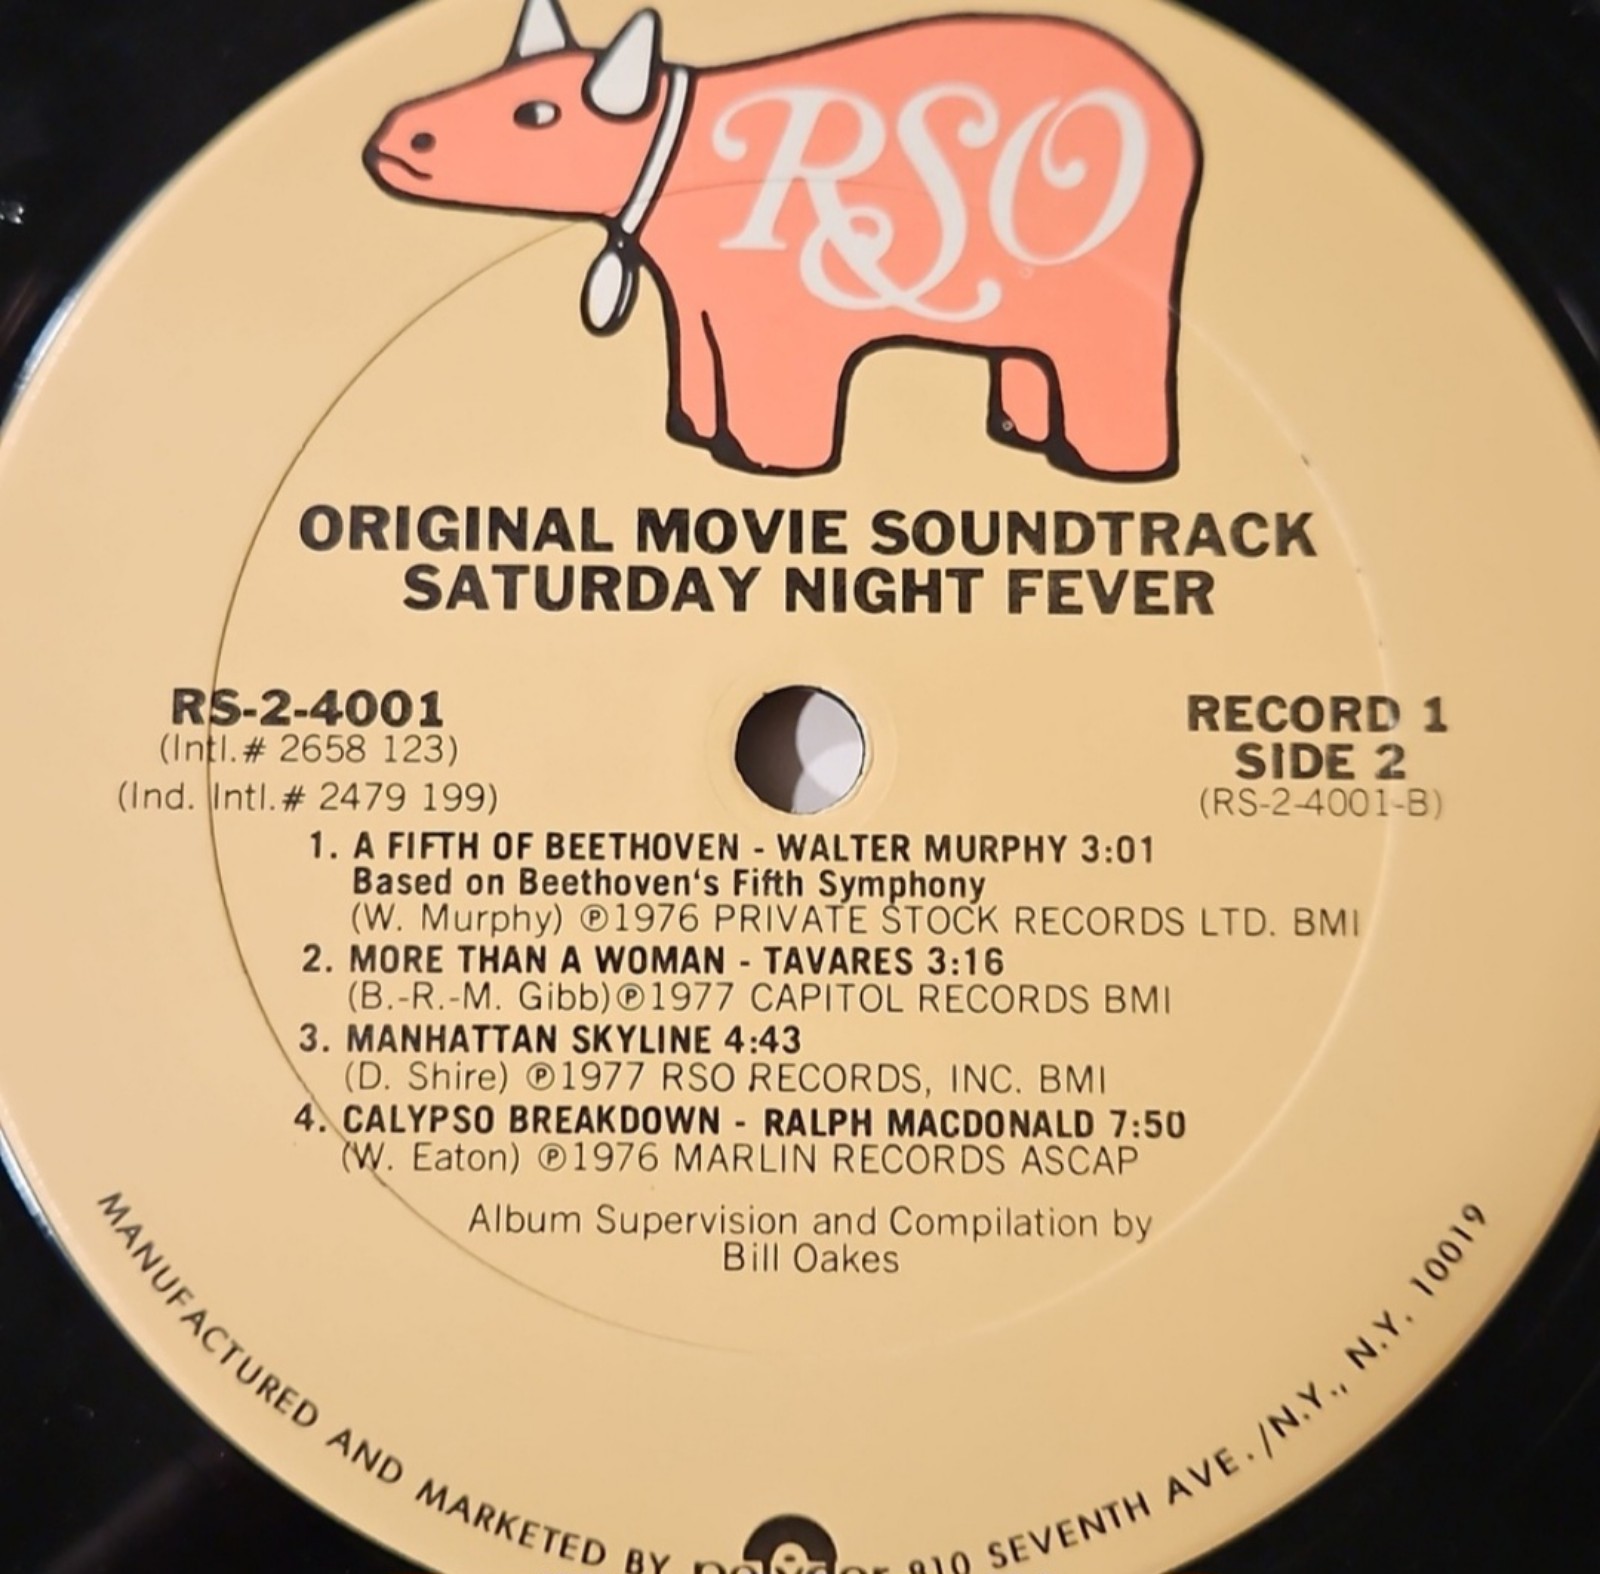 RSO
ORIGINAL MOVIE SOUNDTRACK
SATURDAY NIGHT FEVER
RS-2-4001
(Intl.# 2658 123)
(Ind. Intl.# 2479 199)
RECORD 1
SIDE 2
(RS-2-4001-B)
1. A FIFTH OF BEETHOVEN - WALTER MURPHY 3:01
Based on Beethoven's Fifth Symphony
(W. Murphy) ℗1976 PRIVATE STOCK RECORDS LTD. BMI
2. MORE THAN A WOMAN - TAVARES 3:16
(B.-R.-M. Gibb)℗1977 CAPITOL RECORDS BMI
3. MANHATTAN SKYLINE 4:43
(D. Shire) ℗1977 RSO RECORDS, INC. BMI
4. CALYPSO BREAKDOWN - RALPH MACDONALD 7:50
(W. Eaton) ℗1976 MARLIN RECORDS ASCAP
Album Supervision and Compilation by
Bill Oakes
MANUFACTURED AND MARKETED BY polydor 810 SEVENTH AVE./N.Y., N.Y. 10019